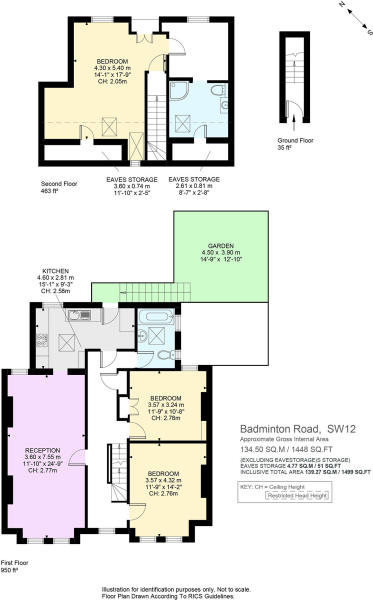 N
S
BEDROOM
4.30 x 5.40 m
14'-1" x 17'-9"
CH: 2.05m
Ground Floor
35 ft²
Second Floor
463 ft²
EAVES STORAGE
3.60 x 0.74 m
11'-10" x 2'-5"
EAVES STORAGE
2.61 x 0.81 m
8'-7" x 2'-8"
GARDEN
4.50 x 3.90 m
14'-9" x 12'-10"
KITCHEN
4.60 x 2.81 m
15'-1" x 9'-3"
CH: 2.58m
BEDROOM
3.57 x 3.24 m
11'-9" x 10'-8"
CH: 2.76m
RECEPTION
3.60 x 7.55 m
11'-10" x 24'-9"
CH: 2.77m
BEDROOM
3.57 x 4.32 m
11'-9" x 14'-2"
CH: 2.76m
Badminton Road, SW12
Approximate Gross Internal Area
134.50 SQ.M / 1448 SQ.FT
(EXCLUDING EAVESTORAGE(S STORAGE)
EAVES STORAGE 4.77 SQ.M / 51 SQ.FT
INCLUSIVE TOTAL AREA 139.27 SQ.M / 1499 SQ.FT
KEY: CH = Ceiling Height
Restricted Head Height
First Floor
950 ft²
Illustration for identification purposes only. Not to scale.
Floor Plan Drawn According To RICS Guidelines.